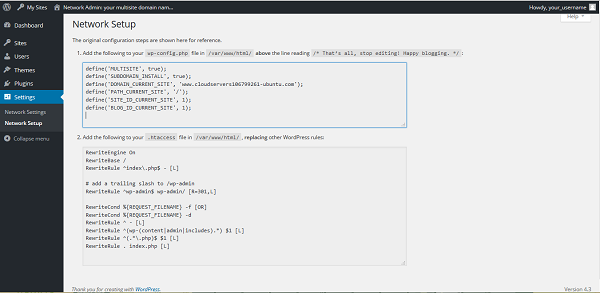 My Sites Network Admin: your multisite domain nam... Howdy, your_username
Help
Dashboard
Sites
Users
Themes
Plugins
Settings
Network Settings
Network Setup
Collapse menu
Network Setup
The original configuration steps are shown here for reference.
1. Add the following to your wp-config.php file in /var/www/html/ above the line reading /* That's all, stop editing! Happy blogging. */ :
define('MULTISITE', true);
define('SUBDOMAIN_INSTALL', true);
define('DOMAIN_CURRENT_SITE', 'www.cloudservers106799261-ubuntu.com');
define('PATH_CURRENT_SITE', '/');
define('SITE_ID_CURRENT_SITE', 1);
define('BLOG_ID_CURRENT_SITE', 1);
2. Add the following to your .htaccess file in /var/www/html/ , replacing other WordPress rules:
RewriteEngine On
RewriteBase /
RewriteRule ^index\.php$ - [L]
# add a trailing slash to /wp-admin
RewriteRule ^wp-admin$ wp-admin/ [R=301,L]
RewriteCond %{REQUEST_FILENAME} -f [OR]
RewriteCond %{REQUEST_FILENAME} -d
RewriteRule ^ - [L]
RewriteRule ^(wp-(content|admin|includes).*) $1 [L]
RewriteRule ^(.*\.php)$ $1 [L]
RewriteRule . index.php [L]
Thank you for creating with WordPress. Version 4.3